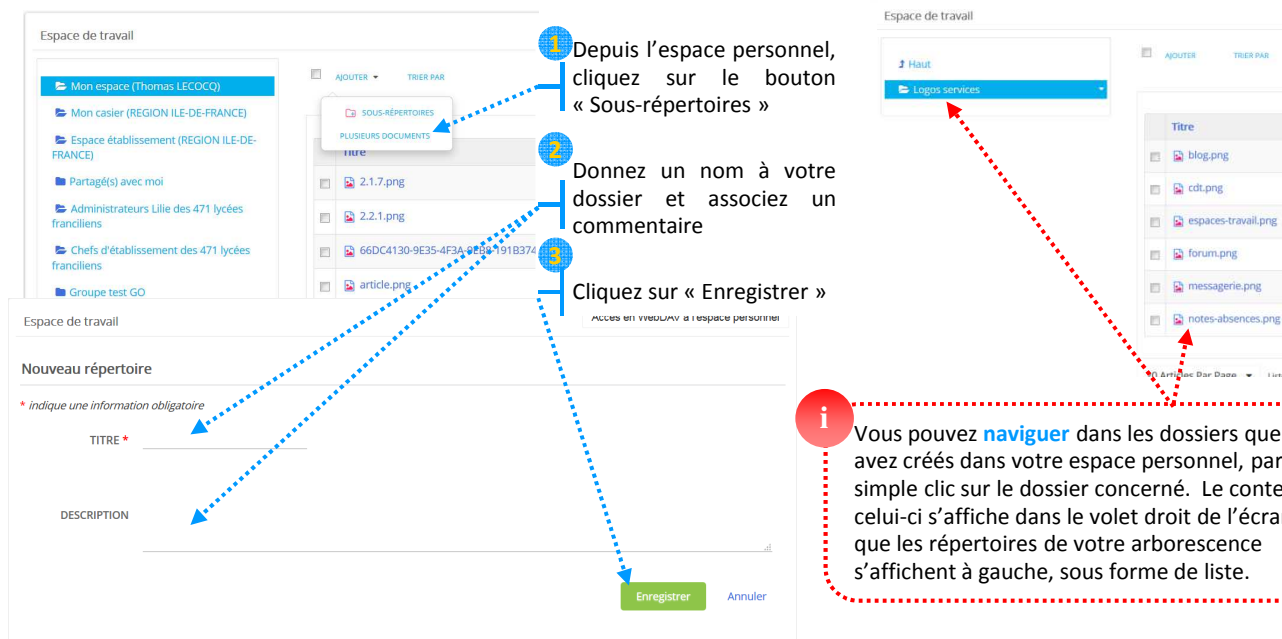 Espace de travail
Mon espace (Thomas LECOCQ)
Mon casier (REGION ILE-DE-FRANCE)
Espace établissement (REGION ILE-DE-
FRANCE)
Partagé(s) avec moi
Administrateurs Lilie des 471 lycées
franciliens
Chefs d'établissement des 471 lycées
franciliens
Groupe test GO
AJOUTER
TRIER PAR
SOUS-RÉPERTOIRES
PLUSIEURS DOCUMENTS
Titre
2.1.7.png
2.2.1.png
66DC4130-9E35-4F3A-9EB8-191B374
article.png
1
Depuis l’espace personnel,
cliquez sur le bouton
« Sous-répertoires »
2
Donnez un nom à votre
dossier et associez un
commentaire
3
Cliquez sur « Enregistrer »
Espace de travail
Accès en WebDAV à l'espace personnel
Nouveau répertoire
* indique une information obligatoire
TITRE *
DESCRIPTION
Enregistrer
Annuler
Espace de travail
Haut
Logos services
AJOUTER
TRIER PAR
Titre
blog.png
cdt.png
espaces-travail.png
forum.png
messagerie.png
notes-absences.png
Articles Par Page
i
Vous pouvez naviguer dans les dossiers que
avez créés dans votre espace personnel, par
simple clic sur le dossier concerné. Le conte
celui-ci s’affiche dans le volet droit de l’écra
que les répertoires de votre arborescence
s’affichent à gauche, sous forme de liste.